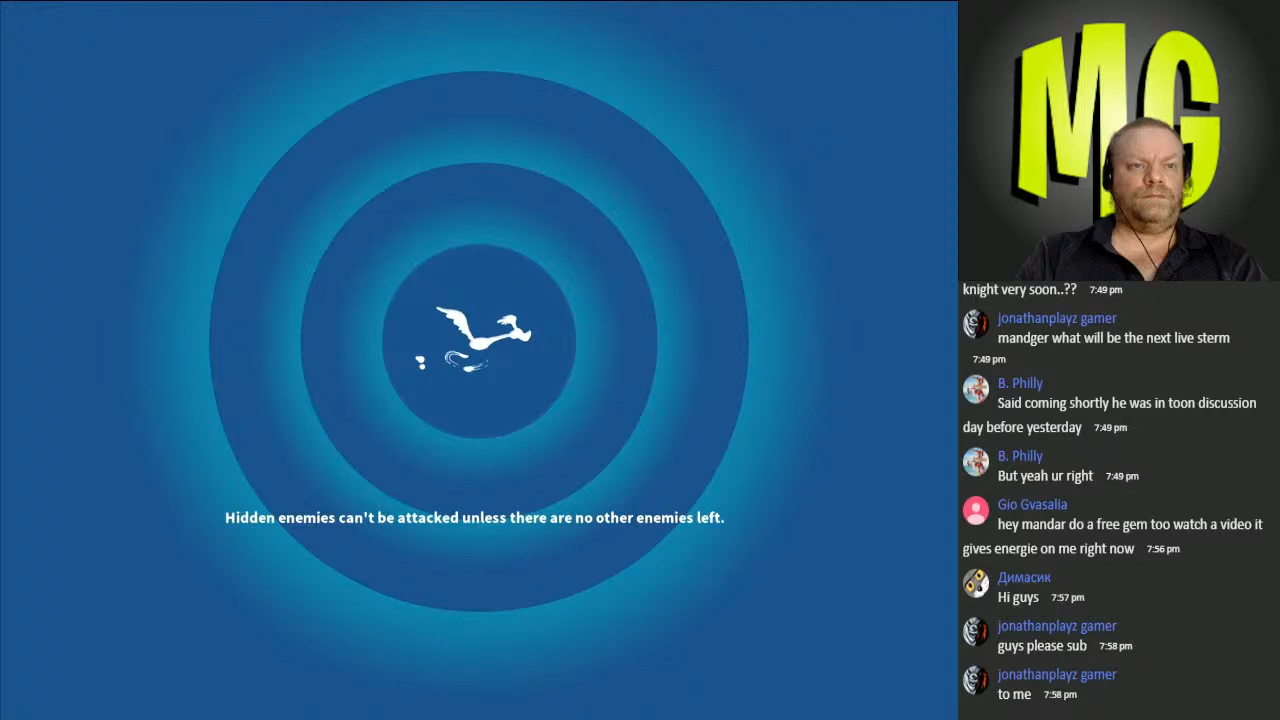 Hidden enemies can't be attacked unless there are no other enemies left.
MG
knight very soon..?? 7:49 pm
jonathanplayz gamer
mandger what will be the next live sterm
7:49 pm
B. Philly
Said coming shortly he was in toon discussion
day before yesterday 7:49 pm
B. Philly
But yeah ur right 7:49 pm
Gio Gvasalia
hey mandar do a free gem too watch a video it
gives energie on me right now 7:56 pm
Димасик
Hi guys 7:57 pm
jonathanplayz gamer
guys please sub 7:58 pm
jonathanplayz gamer
to me 7:58 pm